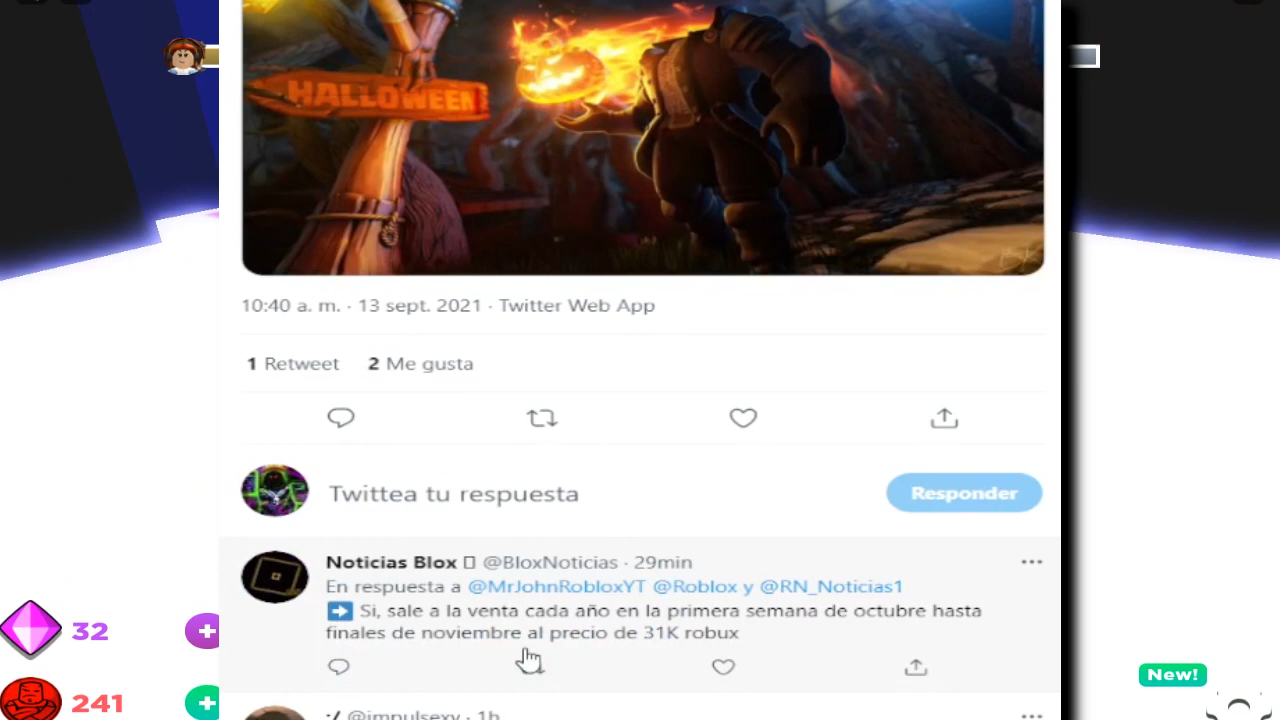 HALLOWEEN
10:40 a. m. · 13 sept. 2021 · Twitter Web App
1 Retweet 2 Me gusta
Twittea tu respuesta
Responder
Noticias Blox @BloxNoticias · 29min
En respuesta a @MrJohnRobloxYT @Roblox y @RN_Noticias1
➡ Si, sale a la venta cada año en la primera semana de octubre hasta
finales de noviembre al precio de 31K robux
32
New!
241
:/ @impulsexy · 1h